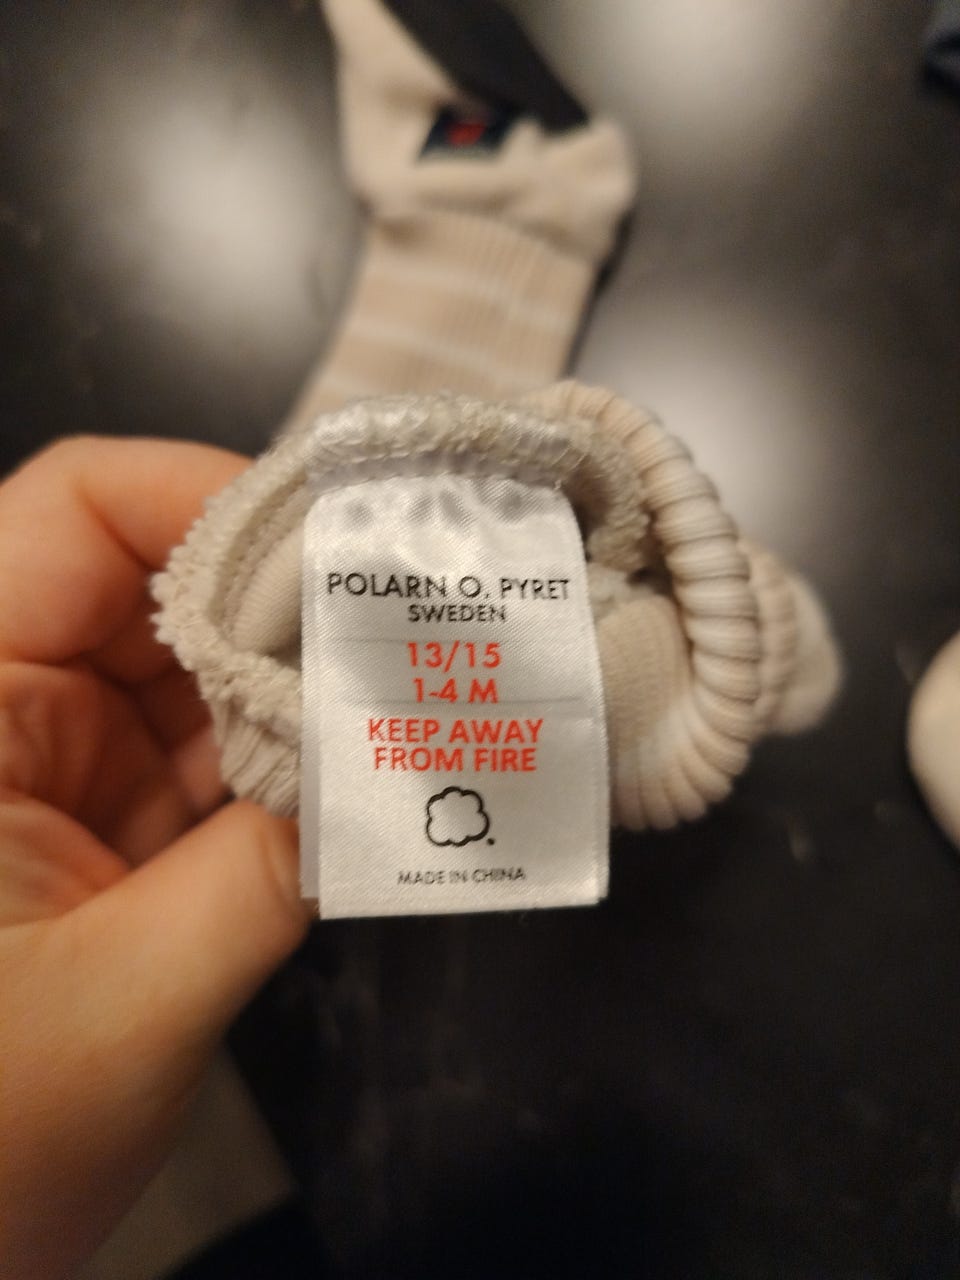 POLARN O. PYRET
SWEDEN
13/15
1-4 M
KEEP AWAY
FROM FIRE
MADE IN CHINA